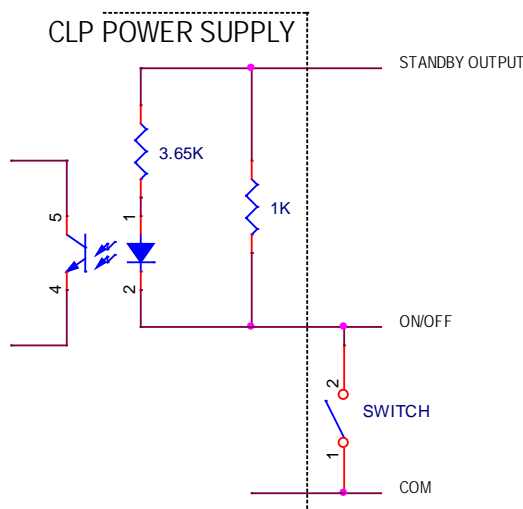 CLP POWER SUPPLY
STANDBY OUTPUT
3.65K
1K
5
1
4
2
ON/OFF
2
SWITCH
1
COM